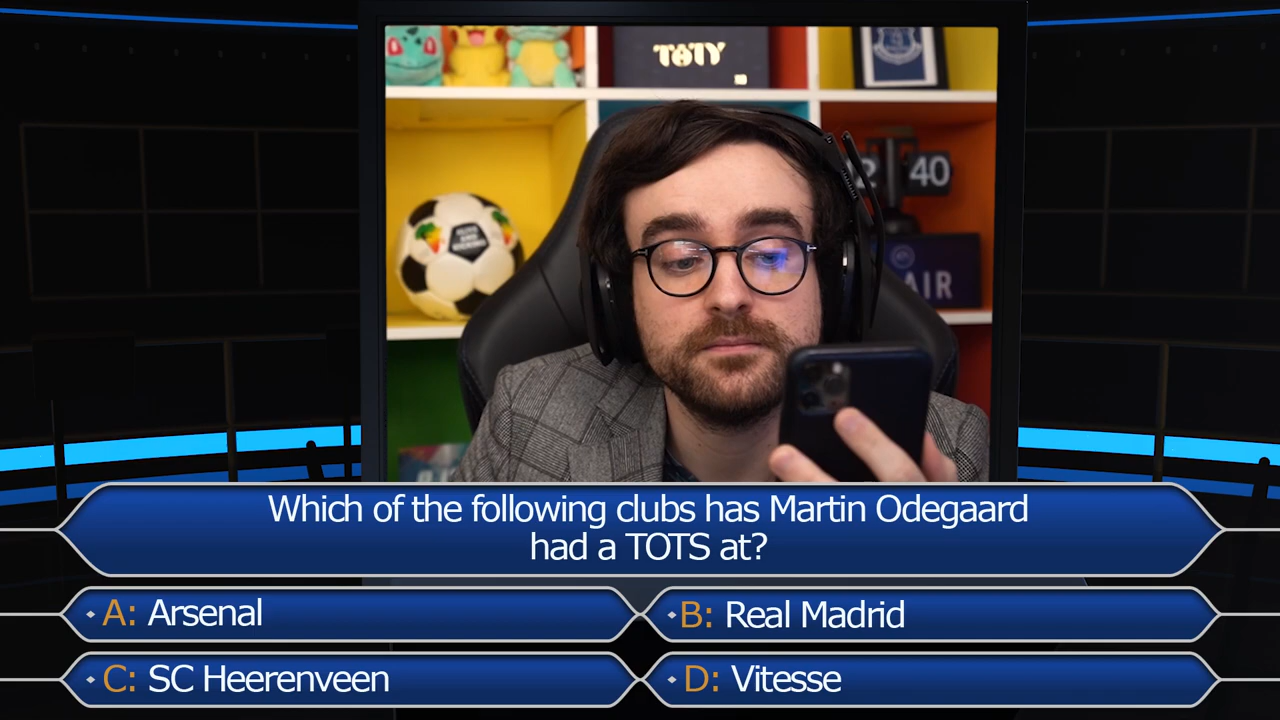 TOTY
40
AIR
Which of the following clubs has Martin Odegaard
had a TOTS at?
A: Arsenal
B: Real Madrid
C: SC Heerenveen
D: Vitesse